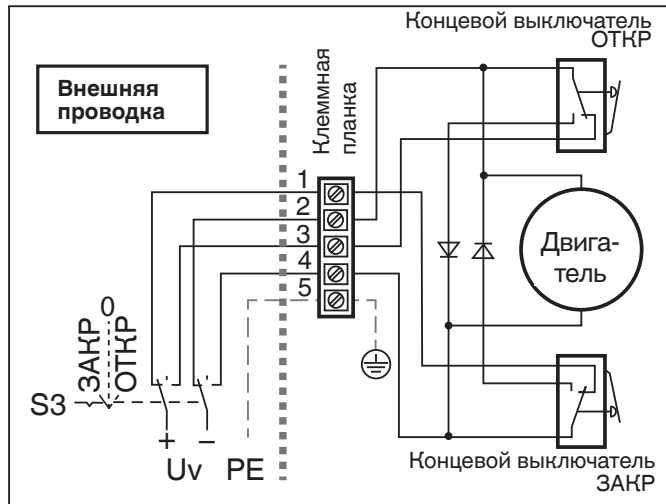 Концевой выключатель
ОТКР
Внешняя
проводка
Клеммная
планка
1
2
3
4
5
Двига-
тель
0
ЗАКР
ОТКР
S3
+ −
Uv PE
Концевой выключатель
ЗАКР